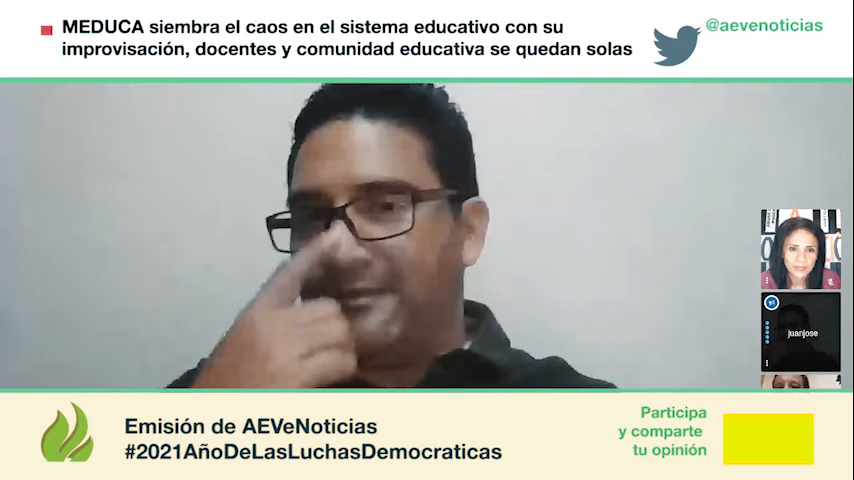 MEDUCA siembra el caos en el sistema educativo con su
improvisación, docentes y comunidad educativa se quedan solas
@aevenoticias
juanjose
Emisión de AEVeNoticias
#2021AñoDeLasLuchasDemocraticas
Participa
y comparte
tu opinión